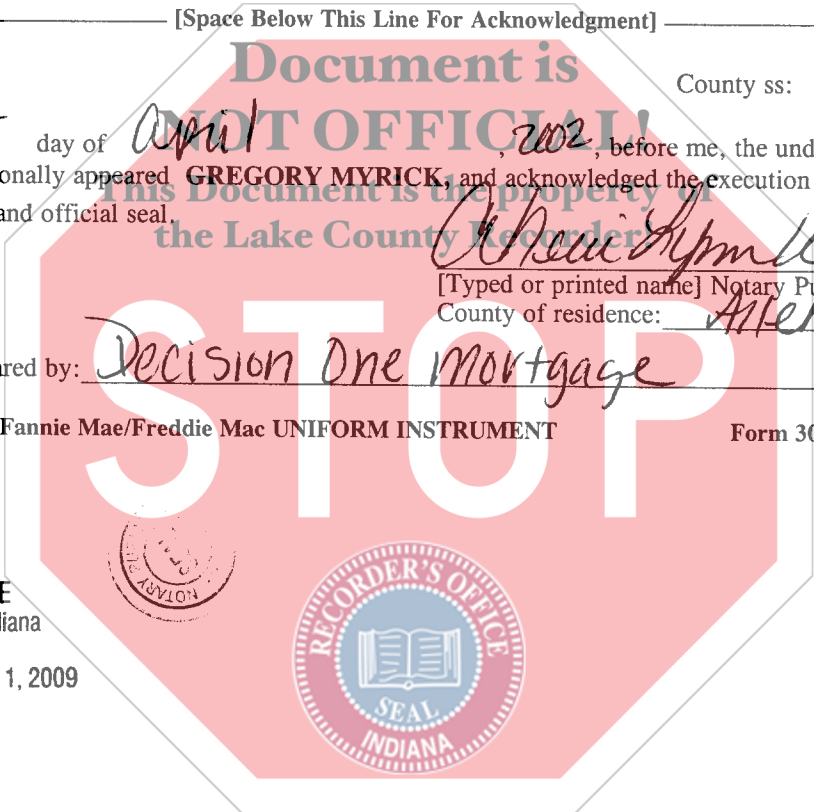 [Space Below This Line For Acknowledgment]
Document is
County ss:
NOT OFFICIAL!
day of April , 2002 , before me, the und
onally appeared GREGORY MYRICK, and acknowledged the execution
This Document is the property of
and official seal.
the Lake County Recorder!
Lynn
[Typed or printed name] Notary Pu
County of residence: Allen
ared by: Decision One Mortgage
Fannie Mae/Freddie Mac UNIFORM INSTRUMENT Form 30
STOP
NOTARY
E
diana
1, 2009
RECORDER'S OFFICE
SEAL
INDIANA